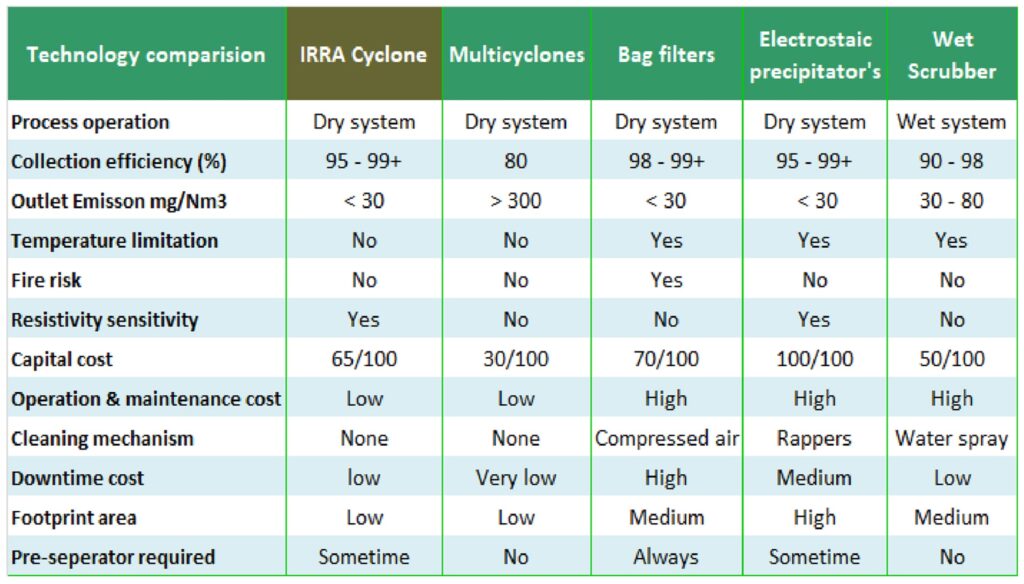 Technology comparision IRRA Cyclone Multicyclones Bag filters Electrostaic precipitator's Wet Scrubber
Process operation Dry system Dry system Dry system Dry system Wet system
Collection efficiency (%) 95 - 99+ 80 98 - 99+ 95 - 99+ 90 - 98
Outlet Emisson mg/Nm3 < 30 > 300 < 30 < 30 30 - 80
Temperature limitation No No Yes Yes Yes
Fire risk No No Yes No No
Resistivity sensitivity Yes No No Yes No
Capital cost 65/100 30/100 70/100 100/100 50/100
Operation & maintenance cost Low Low High High High
Cleaning mechanism None None Compressed air Rappers Water spray
Downtime cost low Very low High Medium Low
Footprint area Low Low Medium High Medium
Pre-seperator required Sometime No Always Sometime No